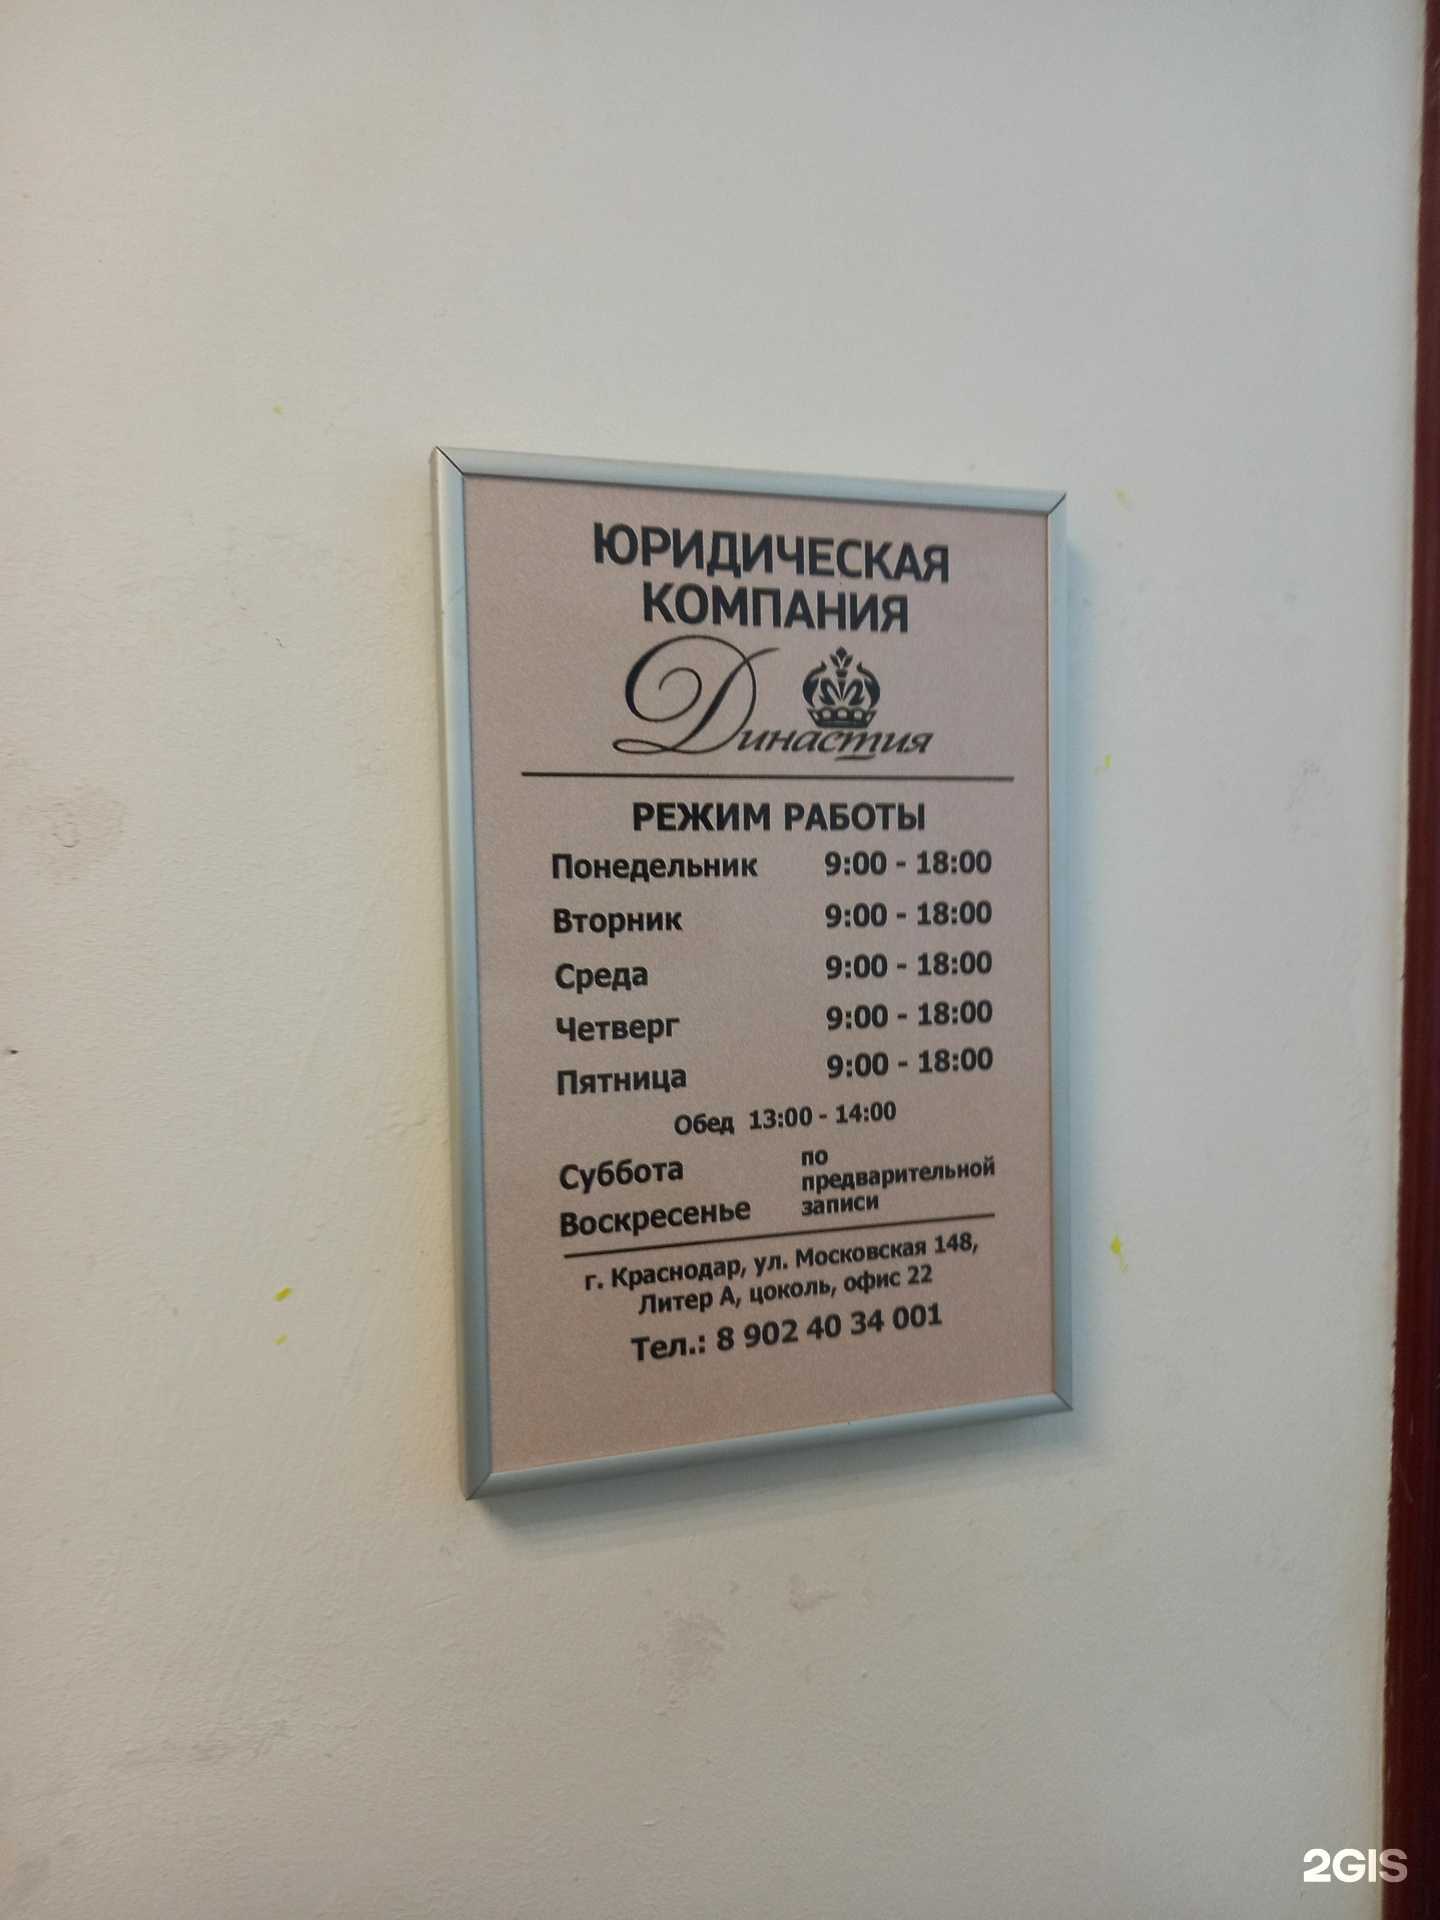 ЮРИДИЧЕСКАЯ
КОМПАНИЯ
Династия
РЕЖИМ РАБОТЫ
Понедельник 9:00 - 18:00
Вторник 9:00 - 18:00
Среда 9:00 - 18:00
Четверг 9:00 - 18:00
Пятница 9:00 - 18:00
Обед 13:00 - 14:00
Суббота
Воскресенье
по
предварительной
записи
г. Краснодар, ул. Московская 148,
Литер А, цоколь, офис 22
Тел.: 8 902 40 34 001
2GIS